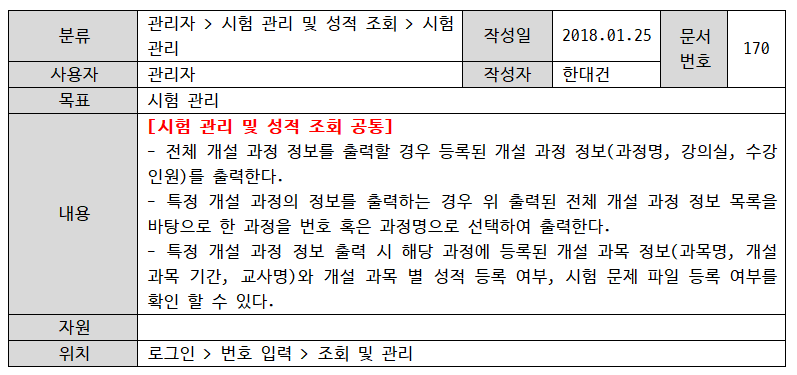 분류 관리자 > 시험 관리 및 성적 조회 > 시험 관리 작성일 2018.01.25 문서 번호 170
사용자 관리자 작성자 한대건
목표 시험 관리
내용
[시험 관리 및 성적 조회 공통]
- 전체 개설 과정 정보를 출력할 경우 등록된 개설 과정 정보(과정명, 강의실, 수강
인원)를 출력한다.
- 특정 개설 과정의 정보를 출력하는 경우 위 출력된 전체 개설 과정 정보 목록을
바탕으로 한 과정을 번호 혹은 과정명으로 선택하여 출력한다.
- 특정 개설 과정 정보 출력 시 해당 과정에 등록된 개설 과목 정보(과목명, 개설
과목 기간, 교사명)와 개설 과목 별 성적 등록 여부, 시험 문제 파일 등록 여부를
확인 할 수 있다.
자원
위치 로그인 > 번호 입력 > 조회 및 관리